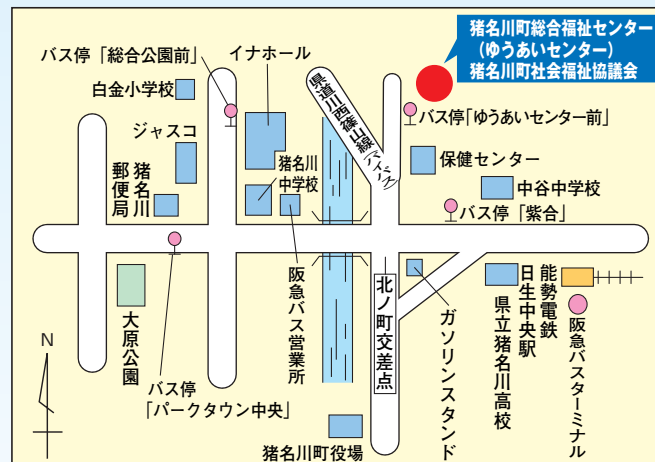 猪名川町総合福祉センター
(ゆうあいセンター)
猪名川町社会福祉協議会
バス停「総合公園前」
イナホール
白金小学校
県道川西篠山線(バイパス)
バス停「ゆうあいセンター前」
ジャスコ
保健センター
猪名川
郵便局
猪名川
中学校
中谷中学校
バス停「紫合」
大原公園
バス停
「パークタウン中央」
阪急バス営業所
北ノ町交差点
ガソリンスタンド
県立猪名川高校
能勢電鉄
日生中央駅
阪急バスターミナル
N
猪名川町役場